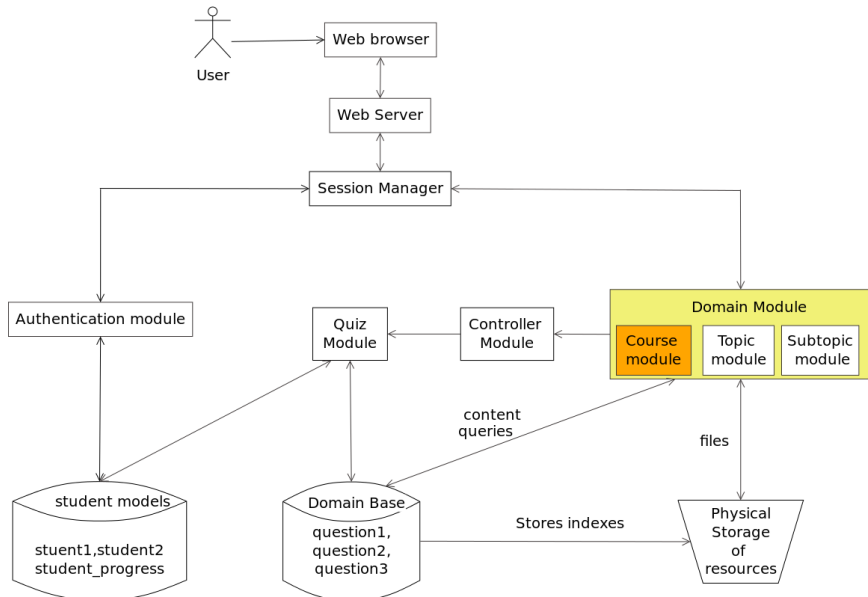 Web browser
User
Web Server
Session Manager
Authentication module
Quiz
Module
Controller
Module
Domain Module
Course
module
Topic
module
Subtopic
module
content
queries
files
student models
stuent1,student2
student_progress
Domain Base
question1,
question2,
question3
Stores indexes
Physical
Storage
of
resources